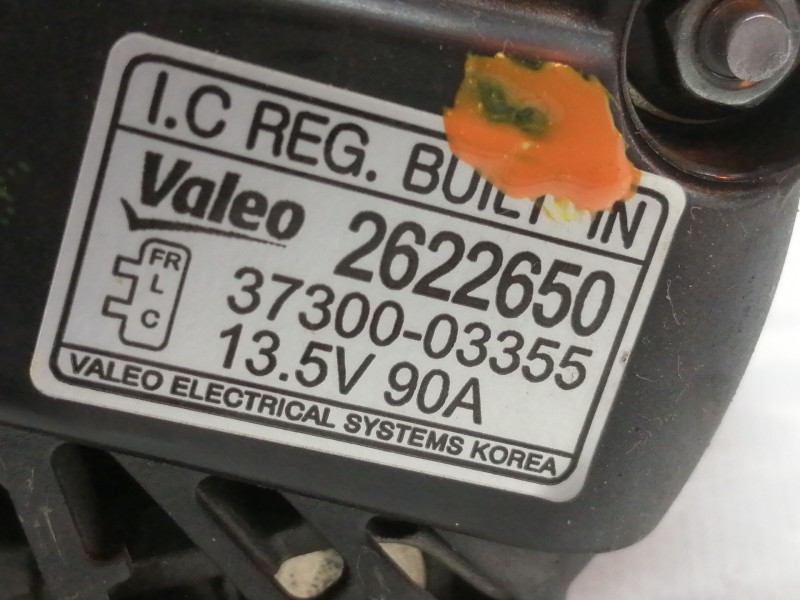 I.C REG. BUILT-IN
Valeo 2622650
FR
L
C
37300-03355
13.5V 90A
VALEO ELECTRICAL SYSTEMS KOREA